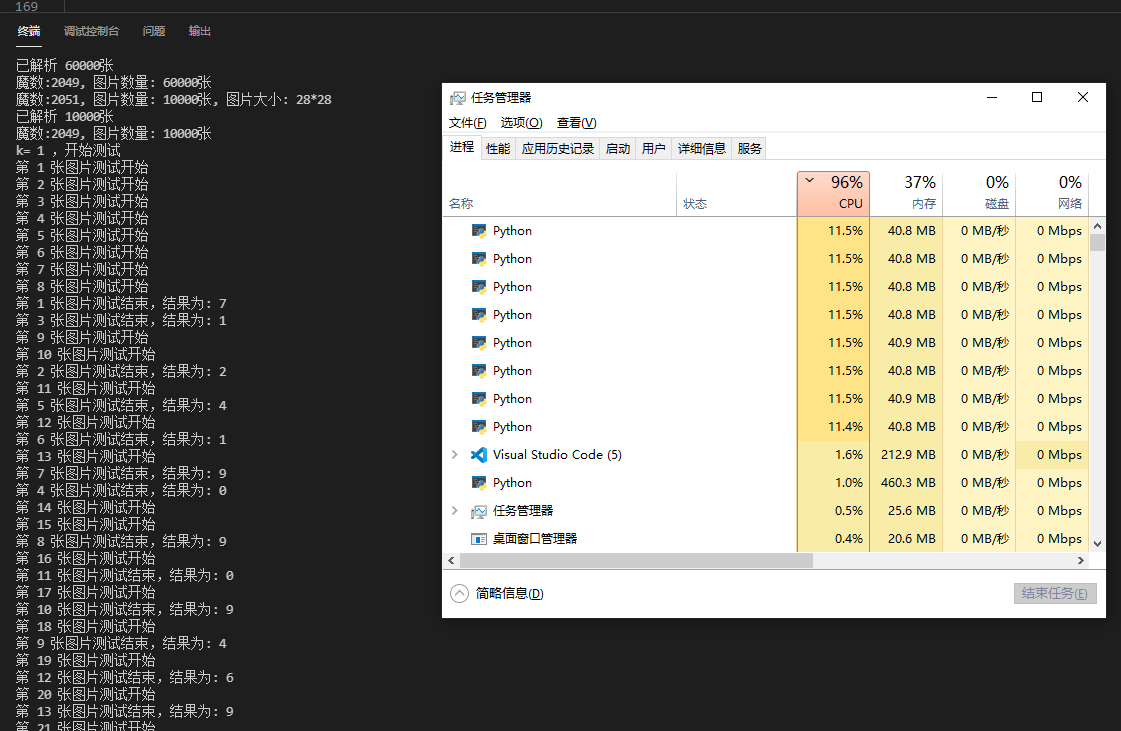 169
终端 调试控制台 问题 输出
已解析 60000张
魔数:2049, 图片数量: 60000张
魔数:2051, 图片数量: 10000张, 图片大小: 28*28
已解析 10000张
魔数:2049, 图片数量: 10000张
k= 1 , 开始测试
第 1 张图片测试开始
第 2 张图片测试开始
第 3 张图片测试开始
第 4 张图片测试开始
第 5 张图片测试开始
第 6 张图片测试开始
第 7 张图片测试开始
第 8 张图片测试开始
第 1 张图片测试结束, 结果为: 7
第 3 张图片测试结束, 结果为: 1
第 9 张图片测试开始
第 10 张图片测试开始
第 2 张图片测试结束, 结果为: 2
第 11 张图片测试开始
第 5 张图片测试结束, 结果为: 4
第 12 张图片测试开始
第 6 张图片测试结束, 结果为: 1
第 13 张图片测试开始
第 7 张图片测试结束, 结果为: 9
第 4 张图片测试结束, 结果为: 0
第 14 张图片测试开始
第 15 张图片测试开始
第 8 张图片测试结束, 结果为: 9
第 16 张图片测试开始
第 11 张图片测试结束, 结果为: 0
第 17 张图片测试开始
第 10 张图片测试结束, 结果为: 9
第 18 张图片测试开始
第 9 张图片测试结束, 结果为: 4
第 19 张图片测试开始
第 12 张图片测试结束, 结果为: 6
第 20 张图片测试开始
第 13 张图片测试结束, 结果为: 9
第 21 张图片测试开始
任务管理器
文件(F) 选项(O) 查看(V)
进程 性能 应用历史记录 启动 用户 详细信息 服务
96% 37% 0% 0%
名称 状态 CPU 内存 磁盘 网络
Python 11.5% 40.8 MB 0 MB/秒 0 Mbps
Python 11.5% 40.8 MB 0 MB/秒 0 Mbps
Python 11.5% 40.8 MB 0 MB/秒 0 Mbps
Python 11.5% 40.8 MB 0 MB/秒 0 Mbps
Python 11.5% 40.9 MB 0 MB/秒 0 Mbps
Python 11.5% 40.8 MB 0 MB/秒 0 Mbps
Python 11.5% 40.9 MB 0 MB/秒 0 Mbps
Python 11.4% 40.8 MB 0 MB/秒 0 Mbps
Visual Studio Code (5) 1.6% 212.9 MB 0 MB/秒 0 Mbps
Python 1.0% 460.3 MB 0 MB/秒 0 Mbps
任务管理器 0.5% 25.6 MB 0 MB/秒 0 Mbps
桌面窗口管理器 0.4% 20.6 MB 0 MB/秒 0 Mbps
简略信息(D) 结束任务(E)